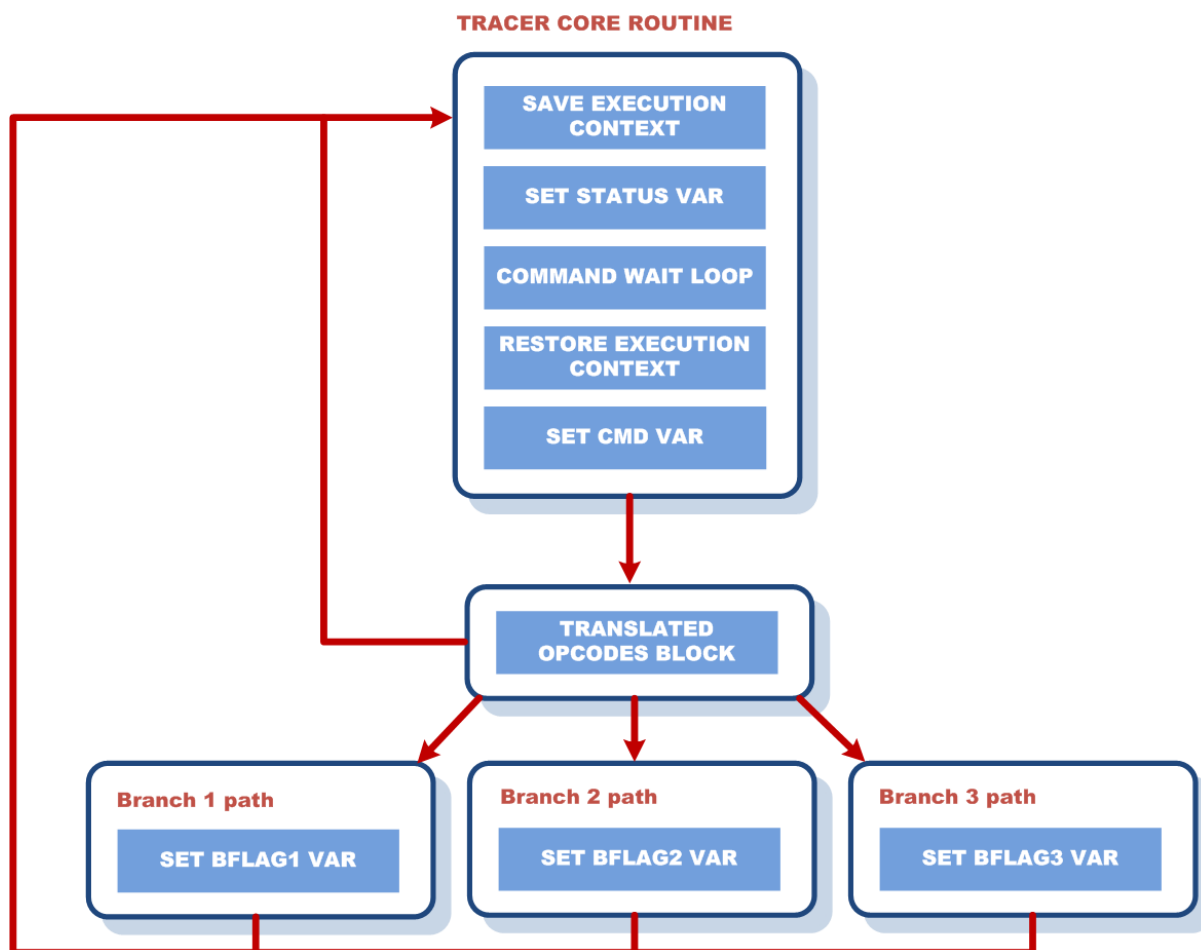 TRACER CORE ROUTINE
SAVE EXECUTION
CONTEXT
SET STATUS VAR
COMMAND WAIT LOOP
RESTORE EXECUTION
CONTEXT
SET CMD VAR
TRANSLATED
OPCODES BLOCK
Branch 1 path
SET BFLAG1 VAR
Branch 2 path
SET BFLAG2 VAR
Branch 3 path
SET BFLAG3 VAR